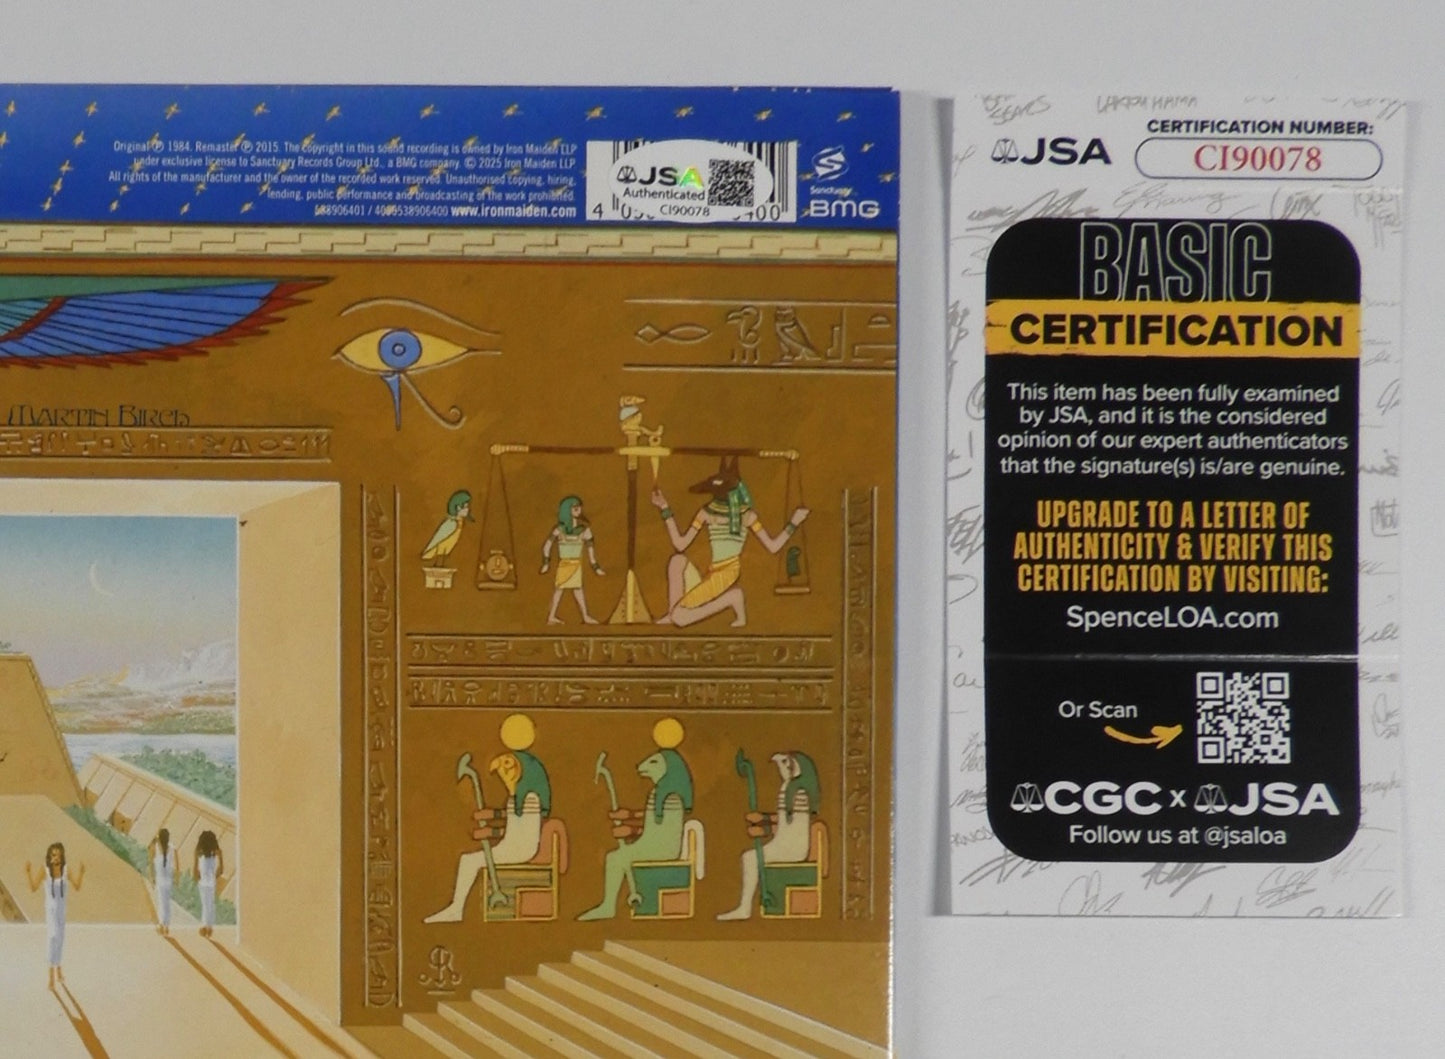 Original ℗ 1984. Remaster ℗ 2015. The copyright in this sound recording is owned by Iron Maiden LLP
under exclusive license to Sanctuary Records Group Ltd., a BMG company. © 2025 Iron Maiden LLP
All rights of the manufacturer and the owner of the recorded work reserved. Unauthorised copying, hiring,
lending, public performance and broadcasting of the work prohibited.
4099538906400 www.ironmaiden.com
JSA
Authenticated
CI90078
4
400
Sanctuary
BMG
MARTIN BIRCH
JSA
CERTIFICATION NUMBER:
CI90078
BASIC
CERTIFICATION
This item has been fully examined
by JSA, and it is the considered
opinion of our expert authenticators
that the signature(s) is/are genuine.
UPGRADE TO A LETTER OF
AUTHENTICITY & VERIFY THIS
CERTIFICATION BY VISITING:
SpenceLOA.com
Or Scan
CGC x JSA
Follow us at @jsaloa